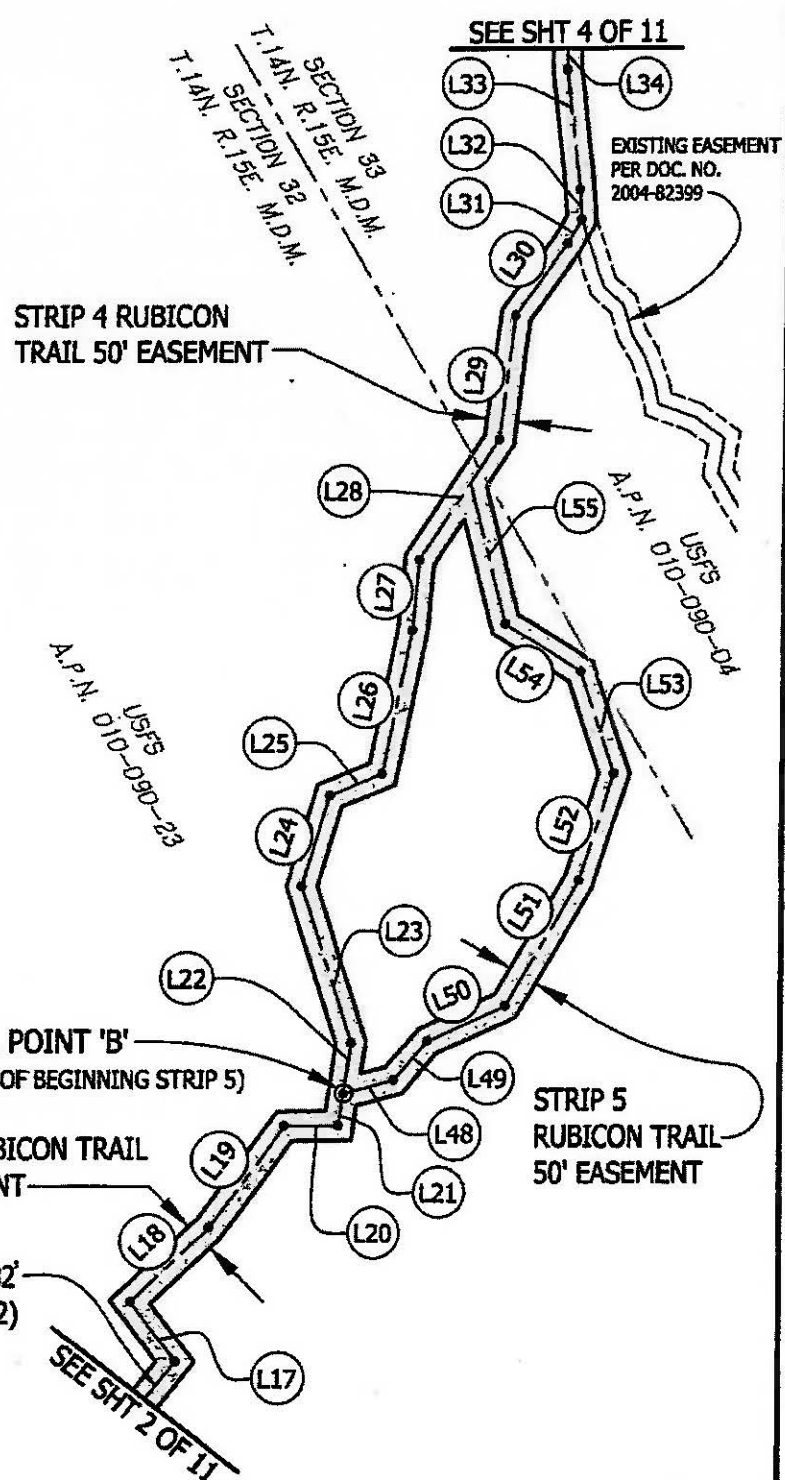 SEE SHT 4 OF 11
L33
L34
SECTION 33
T.14N. R.15E. M.D.M.
SECTION 32
T.14N. R.15E. M.D.M.
L32
EXISTING EASEMENT
PER DOC. NO.
2004-82399
L31
L30
STRIP 4 RUBICON
TRAIL 50' EASEMENT
L29
L28
L55
USFS
A.P.N. 010-090-04
L27
L54
L53
L26
USFS
A.P.N. 010-090-23
L25
L24
L52
L51
L23
L22
L50
POINT 'B'
OF BEGINNING STRIP 5)
L49
L48
STRIP 5
RUBICON TRAIL
50' EASEMENT
BICON TRAIL
NT
L19
L21
L20
L18
32'
2)
L17
SEE SHT 2 OF 11